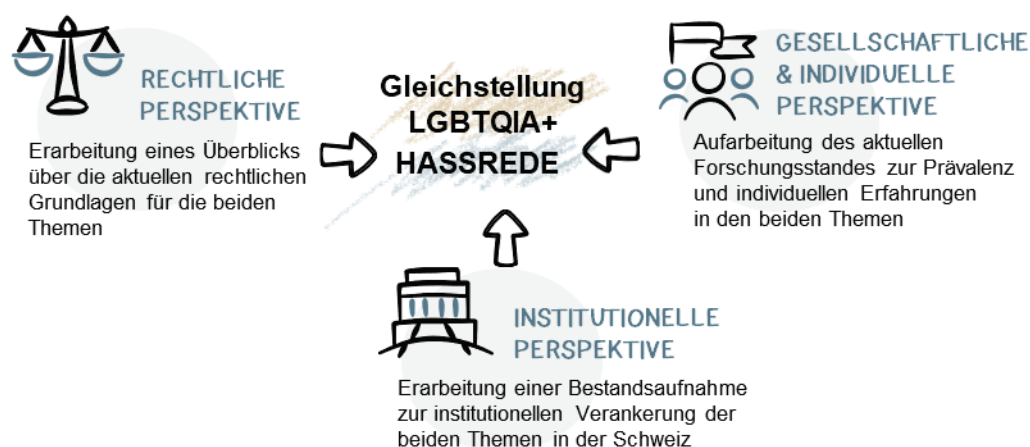 RECHTLICHE
PERSPEKTIVE
Erarbeitung eines Überblicks
über die aktuellen rechtlichen
Grundlagen für die beiden
Themen
Gleichstellung
LGBTQIA+
HASSREDE
GESELLSCHAFTLICHE
& INDIVIDUELLE
PERSPEKTIVE
Aufarbeitung des aktuellen
Forschungsstandes zur Prävalenz
und individuellen Erfahrungen
in den beiden Themen
INSTITUTIONELLE
PERSPEKTIVE
Erarbeitung einer Bestandsaufnahme
zur institutionellen Verankerung der
beiden Themen in der Schweiz